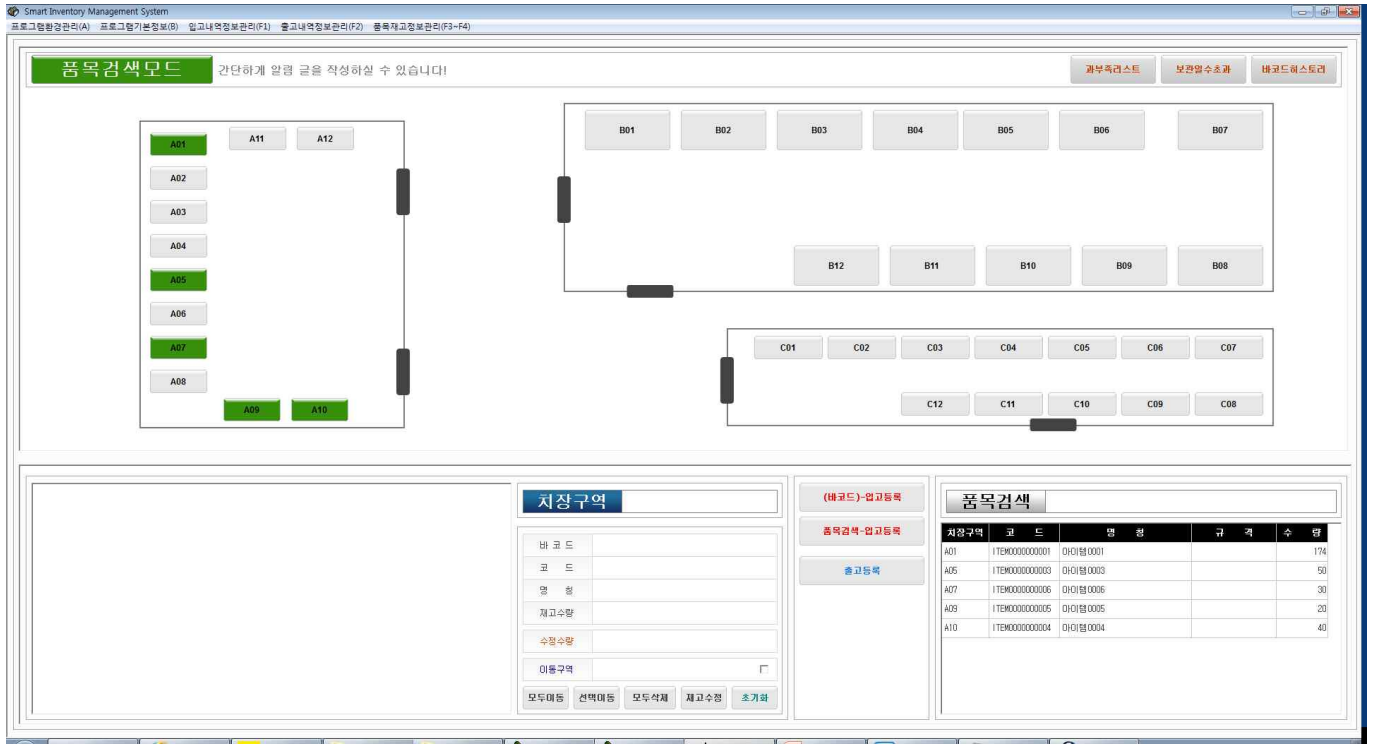 Smart Inventory Management System
프로그램환경관리(A) 프로그램기본정보(B) 입고내역정보관리(F1) 출고내역정보관리(F2) 품목재고정보관리(F3~F4)
품목검색모드 간단하게 알림 글을 작성하실 수 있습니다! 과부족리스트 보관일수초과 바코드히스토리
A01 A11 A12
A02
A03
A04
A05
A06
A07
A08
A09 A10
B01 B02 B03 B04 B05 B06 B07
B12 B11 B10 B09 B08
C01 C02 C03 C04 C05 C06 C07
C12 C11 C10 C09 C08
치장구역
바 코 드
코 드
명 칭
재고수량
수정수량
이동구역
모두이동 선택이동 모두삭제 재고수정 초기화
(바코드)-입고등록
품목검색-입고등록
출고등록
품목검색
치장구역 코 드 명 칭 규 격 수 량
A01 ITEM0000000001 아이템0001 174
A05 ITEM0000000003 아이템0003 50
A07 ITEM0000000006 아이템0006 30
A09 ITEM0000000005 아이템0005 20
A10 ITEM0000000004 아이템0004 40